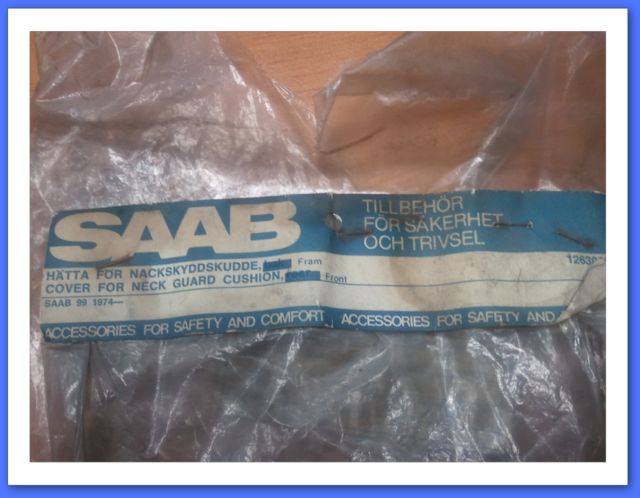 SAAB
TILLBEHÖR
FÖR SÄKERHET
OCH TRIVSEL
HÄTTA FÖR NACKSKYDDSKUDDE, Fram
COVER FOR NECK GUARD CUSHION, Front
SAAB 99 1974—
ACCESSORIES FOR SAFETY AND COMFORT
ACCESSORIES FOR SAFETY AND